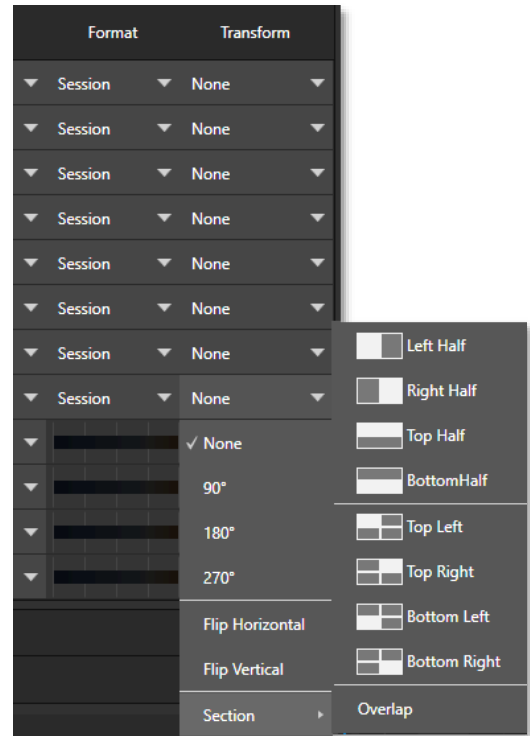 Format Transform
Session None
Session None
Session None
Session None
Session None
Session None
Session None
Session None
✓ None
90°
180°
270°
Flip Horizontal
Flip Vertical
Section
Left Half
Right Half
Top Half
BottomHalf
Top Left
Top Right
Bottom Left
Bottom Right
Overlap